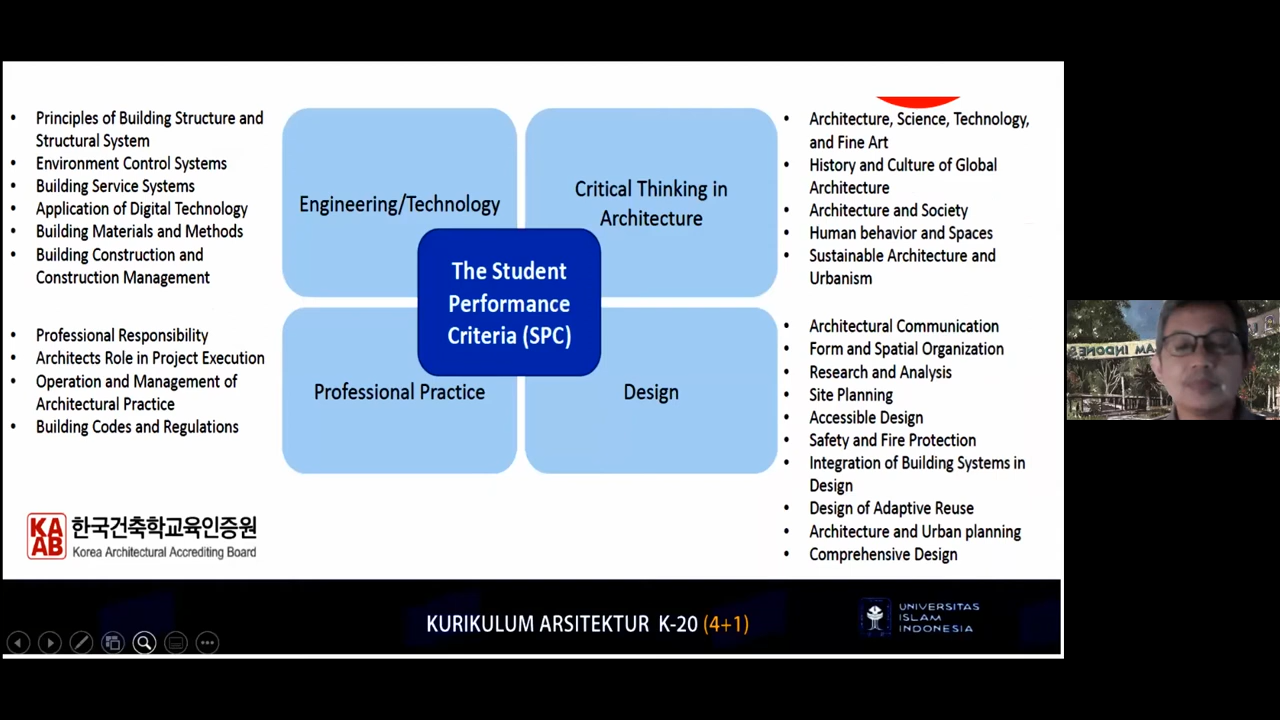 • Principles of Building Structure and
Structural System
• Environment Control Systems
• Building Service Systems
• Application of Digital Technology
• Building Materials and Methods
• Building Construction and
Construction Management
Engineering/Technology
Critical Thinking in
Architecture
• Architecture, Science, Technology,
and Fine Art
• History and Culture of Global
Architecture
• Architecture and Society
• Human behavior and Spaces
• Sustainable Architecture and
Urbanism
The Student
Performance
Criteria (SPC)
• Professional Responsibility
• Architects Role in Project Execution
• Operation and Management of
Architectural Practice
• Building Codes and Regulations
Professional Practice
Design
• Architectural Communication
• Form and Spatial Organization
• Research and Analysis
• Site Planning
• Accessible Design
• Safety and Fire Protection
• Integration of Building Systems in
Design
• Design of Adaptive Reuse
• Architecture and Urban planning
• Comprehensive Design
KA
AB
한국건축학교육인증원
Korea Architectural Accrediting Board
KURIKULUM ARSITEKTUR K-20 (4+1)
UNIVERSITAS
ISLAM
INDONESIA